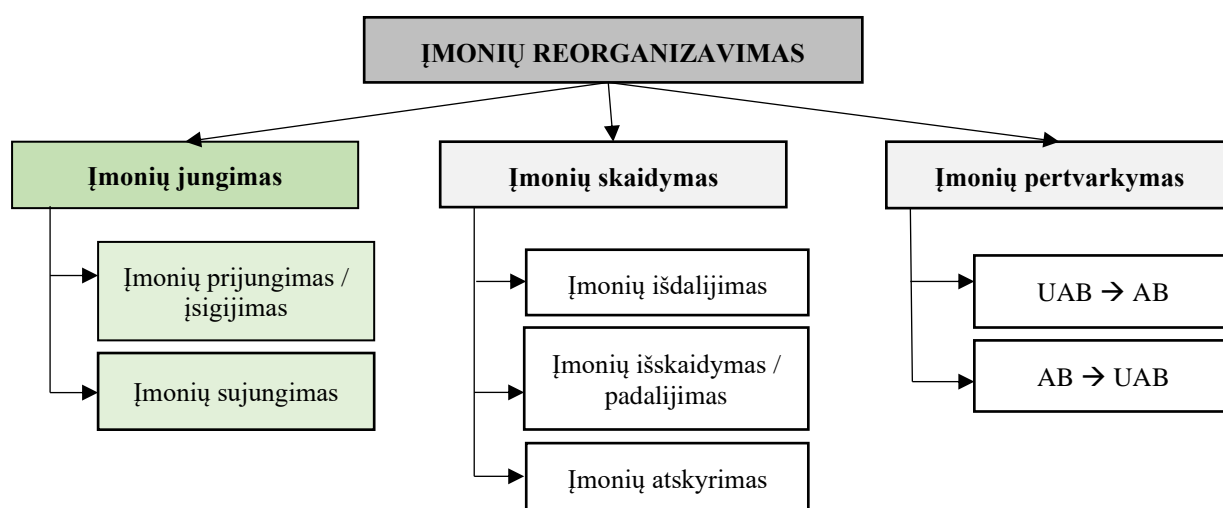 ĮMONIŲ REORGANIZAVIMAS
Įmonių jungimas
Įmonių prijungimas /
įsigijimas
Įmonių sujungimas
Įmonių skaidymas
Įmonių išdalijimas
Įmonių išskaidymas /
padalijimas
Įmonių atskyrimas
Įmonių pertvarkymas
UAB → AB
AB → UAB